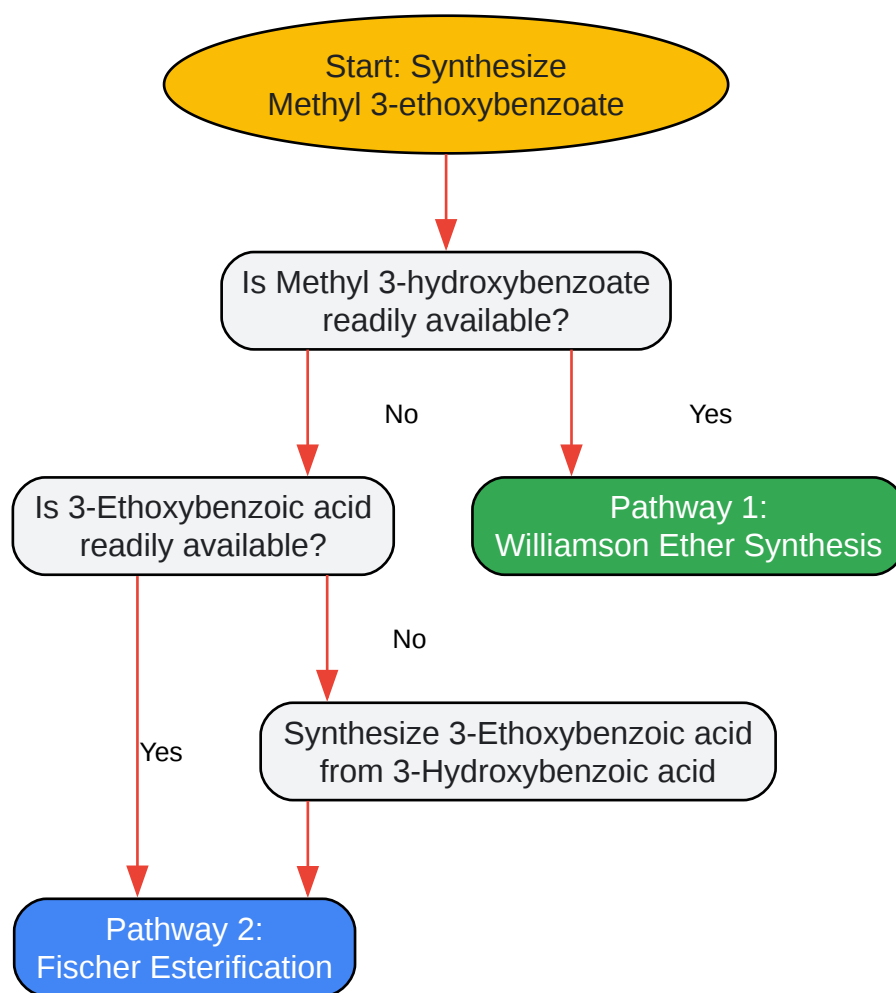 Start: Synthesize
Methyl 3-ethoxybenzoate
Is Methyl 3-hydroxybenzoate
readily available?
No
Yes
Is 3-Ethoxybenzoic acid
readily available?
Pathway 1:
Williamson Ether Synthesis
No
Synthesize 3-Ethoxybenzoic acid
from 3-Hydroxybenzoic acid
Yes
Pathway 2:
Fischer Esterification